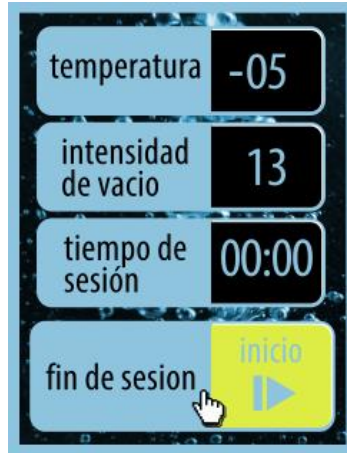 temperatura -05
intensidad
de vacio
13
tiempo de
sesión
00:00
inicio
fin de sesion